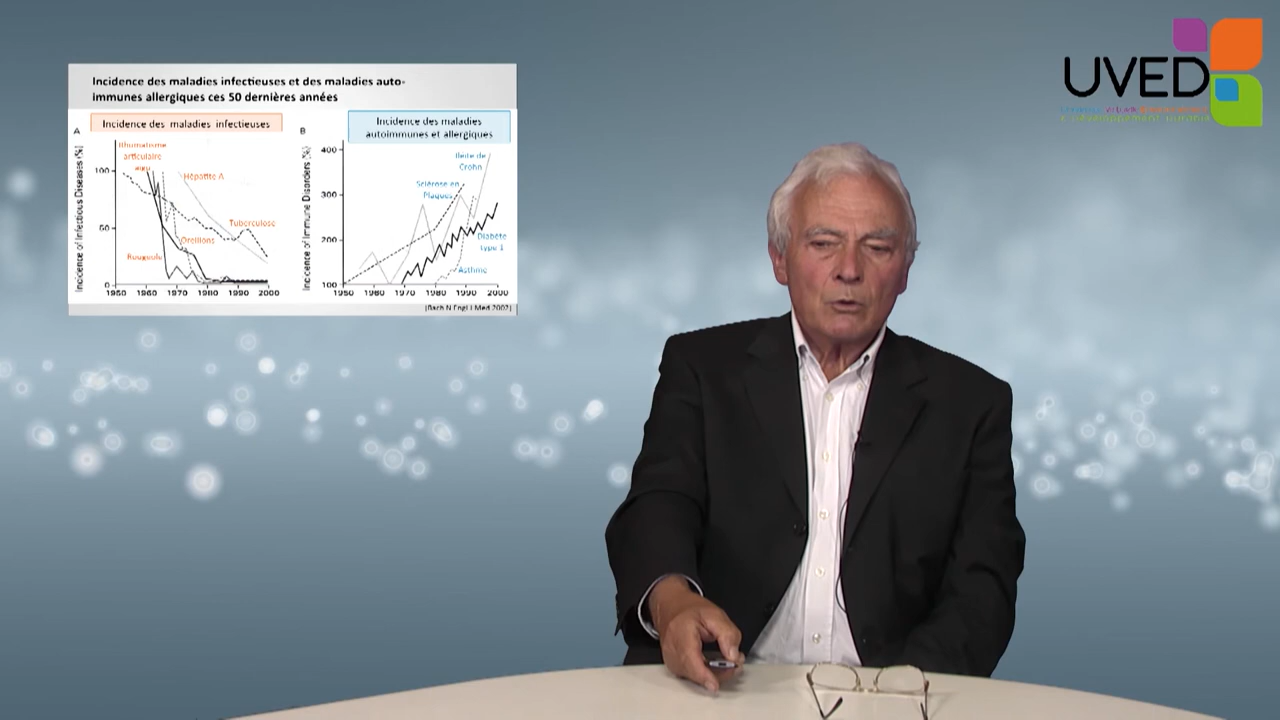 UVED
Incidence des maladies infectieuses et des maladies auto-
immunes allergiques ces 50 dernières années
A
Incidence des maladies infectieuses
Incidence of Infectious Diseases (%)
Rhumatisme
articulaire
aigu
Hépatite A
Tuberculose
Oreillons
Rougeole
100
50
0
1950 1960 1970 1980 1990 2000
B
Incidence des maladies
autoimmunes et allergiques
Incidence of Immune Disorders (%)
400
300
200
100
Iléite de
Crohn
Sclérose en
Plaques
Diabète
type 1
Asthme
1950 1960 1970 1980 1990 2000
(Bach N Engl J Med 2002)